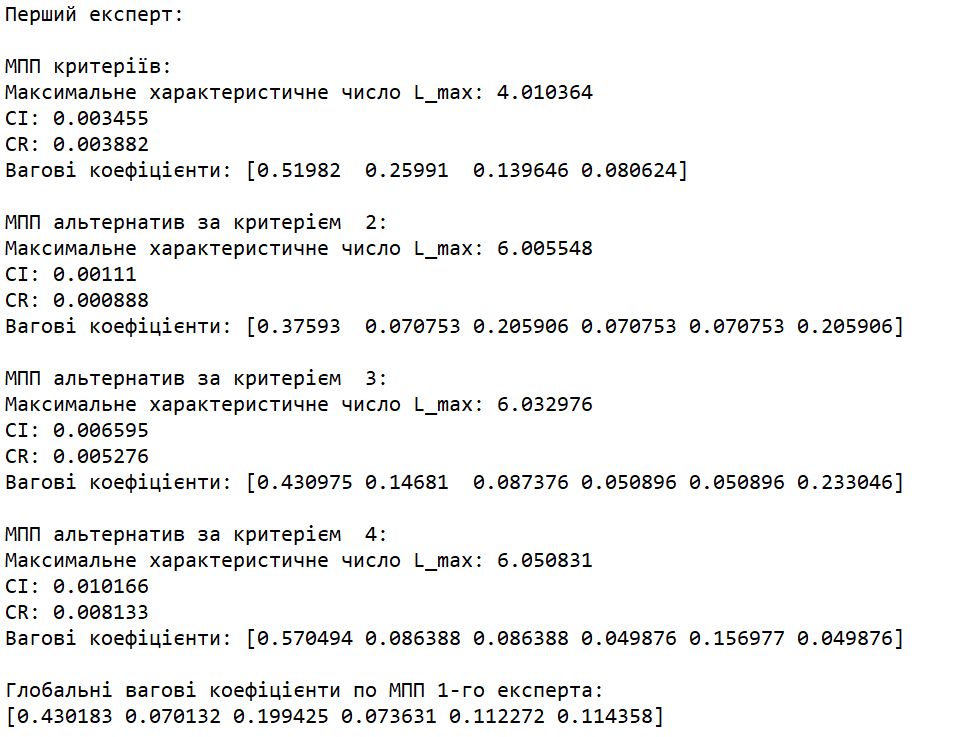 Перший експерт:
МПП критеріїв:
Максимальне характеристичне число L_max: 4.010364
CI: 0.003455
CR: 0.003882
Вагові коефіцієнти: [0.51982  0.25991  0.139646 0.080624]
МПП альтернатив за критерієм  2:
Максимальне характеристичне число L_max: 6.005548
CI: 0.00111
CR: 0.000888
Вагові коефіцієнти: [0.37593  0.070753 0.205906 0.070753 0.070753 0.205906]
МПП альтернатив за критерієм  3:
Максимальне характеристичне число L_max: 6.032976
CI: 0.006595
CR: 0.005276
Вагові коефіцієнти: [0.430975 0.14681  0.087376 0.050896 0.050896 0.233046]
МПП альтернатив за критерієм  4:
Максимальне характеристичне число L_max: 6.050831
CI: 0.010166
CR: 0.008133
Вагові коефіцієнти: [0.570494 0.086388 0.086388 0.049876 0.156977 0.049876]
Глобальні вагові коефіцієнти по МПП 1-го експерта:
[0.430183 0.070132 0.199425 0.073631 0.112272 0.114358]